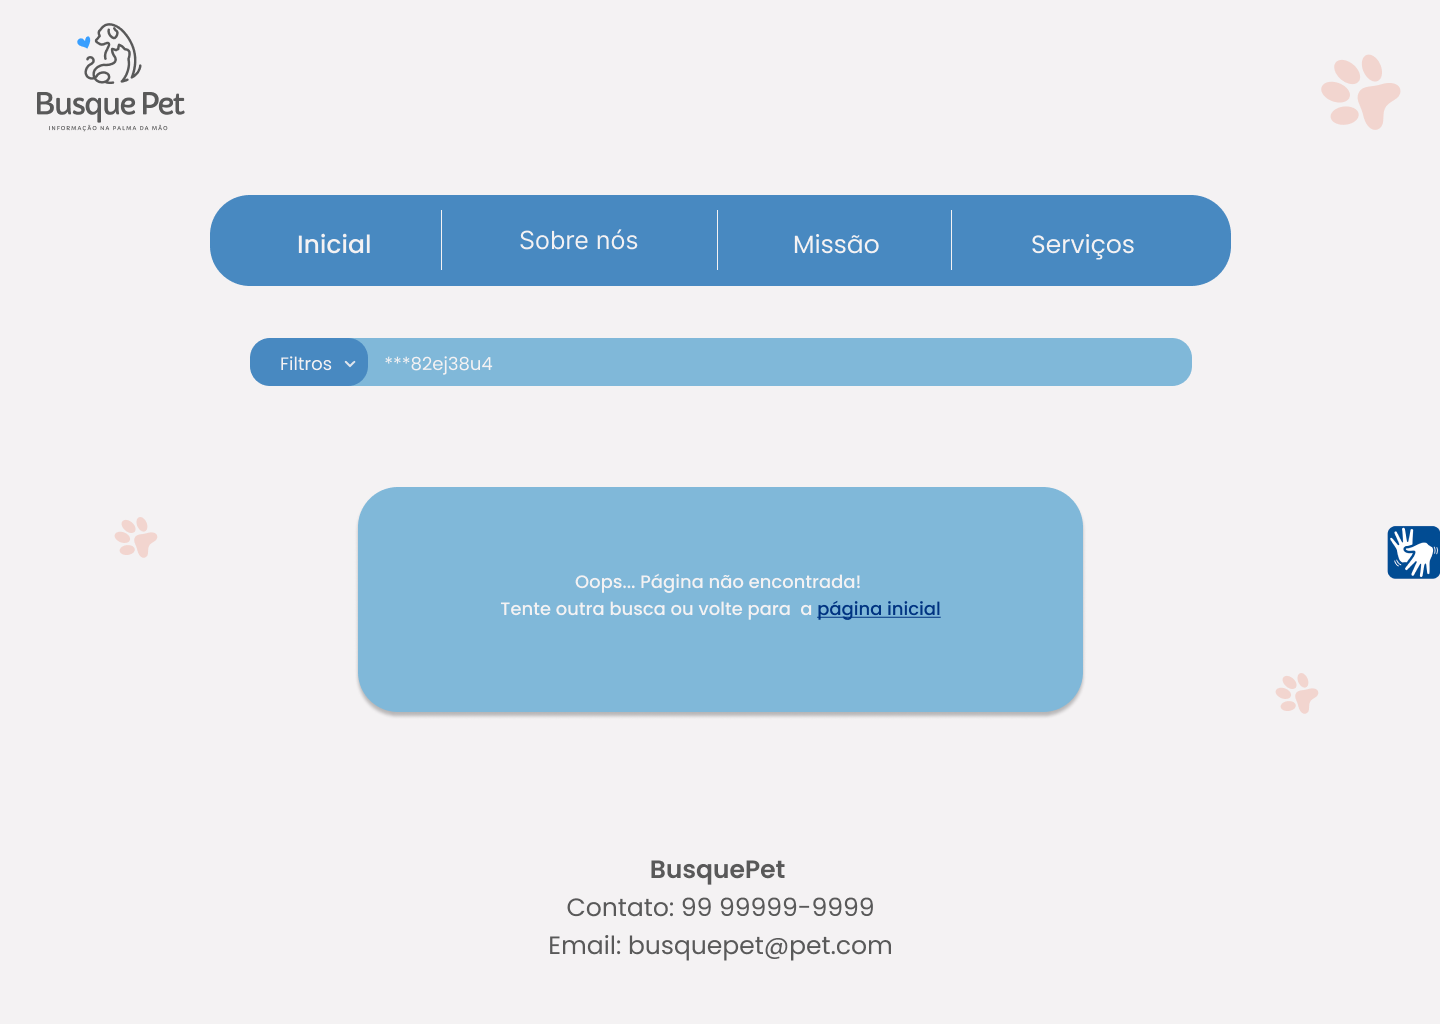 Busque Pet
INFORMAÇÃO NA PALMA DA MÃO
Inicial
Sobre nós
Missão
Serviços
Filtros
***82ej38u4
Oops... Página não encontrada!
Tente outra busca ou volte para  a página inicial
BusquePet
Contato: 99 99999-9999
Email: busquepet@pet.com